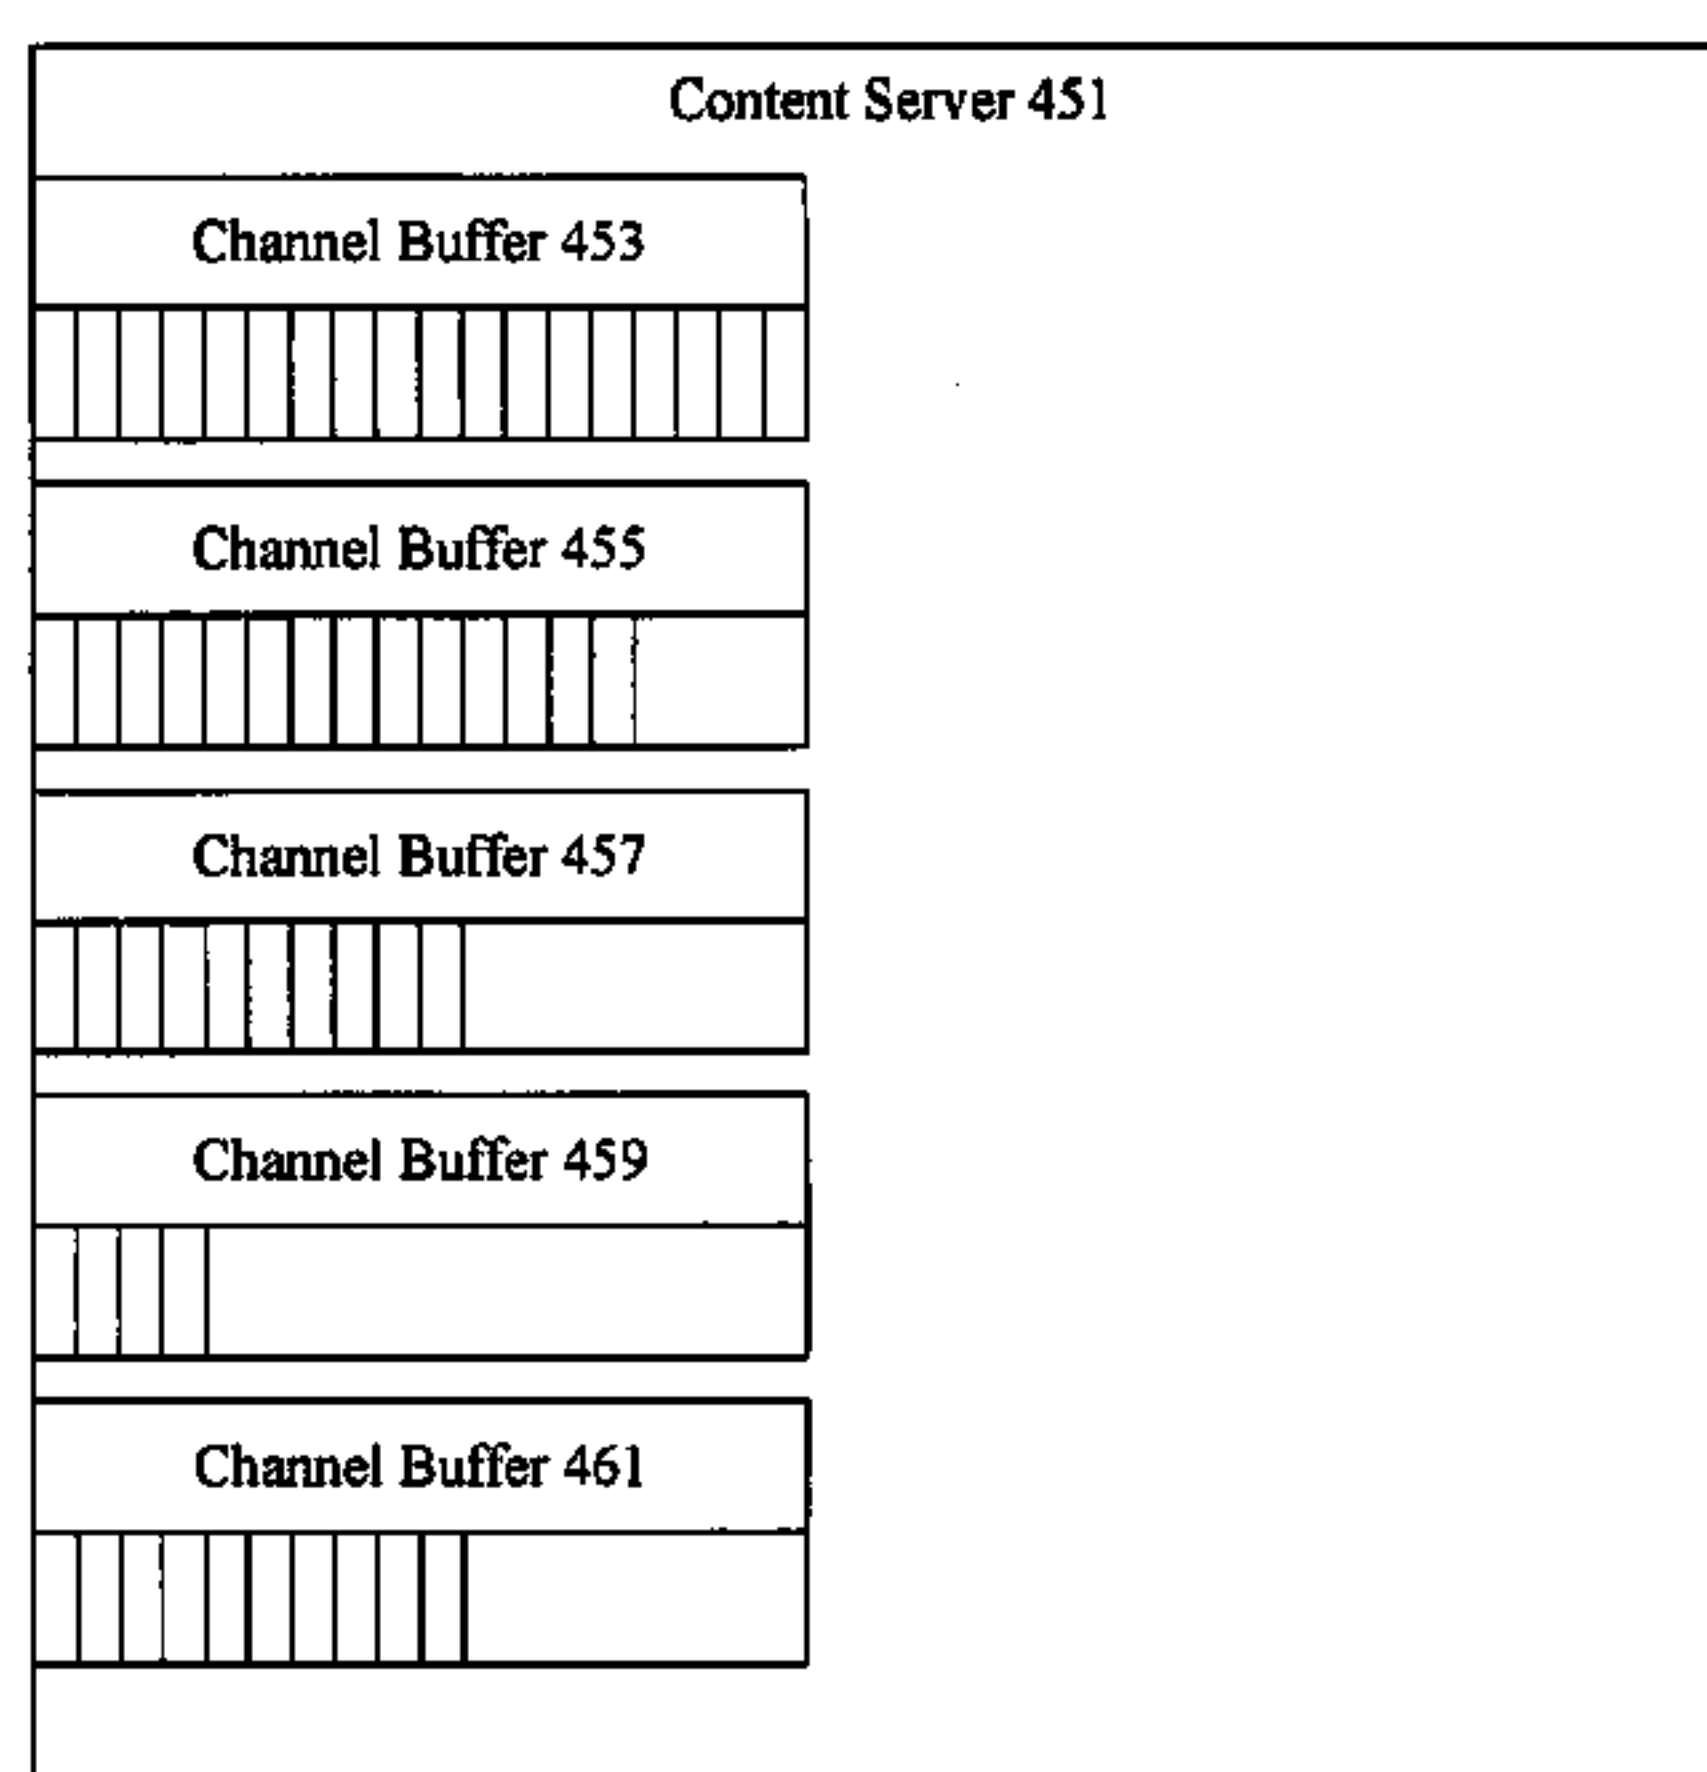 Content Server 451
Channel Buffer 453
Channel Buffer 455
Channel Buffer 457
Channel Buffer 459
Channel Buffer 461